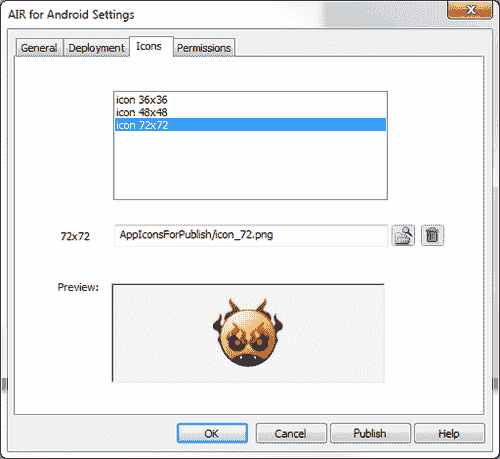 AIR for Android Settings
General Deployment Icons Permissions
icon 36x36
icon 48x48
icon 72x72
72x72 AppIconsForPublish/icon_72.png
Preview:
OK Cancel Publish Help